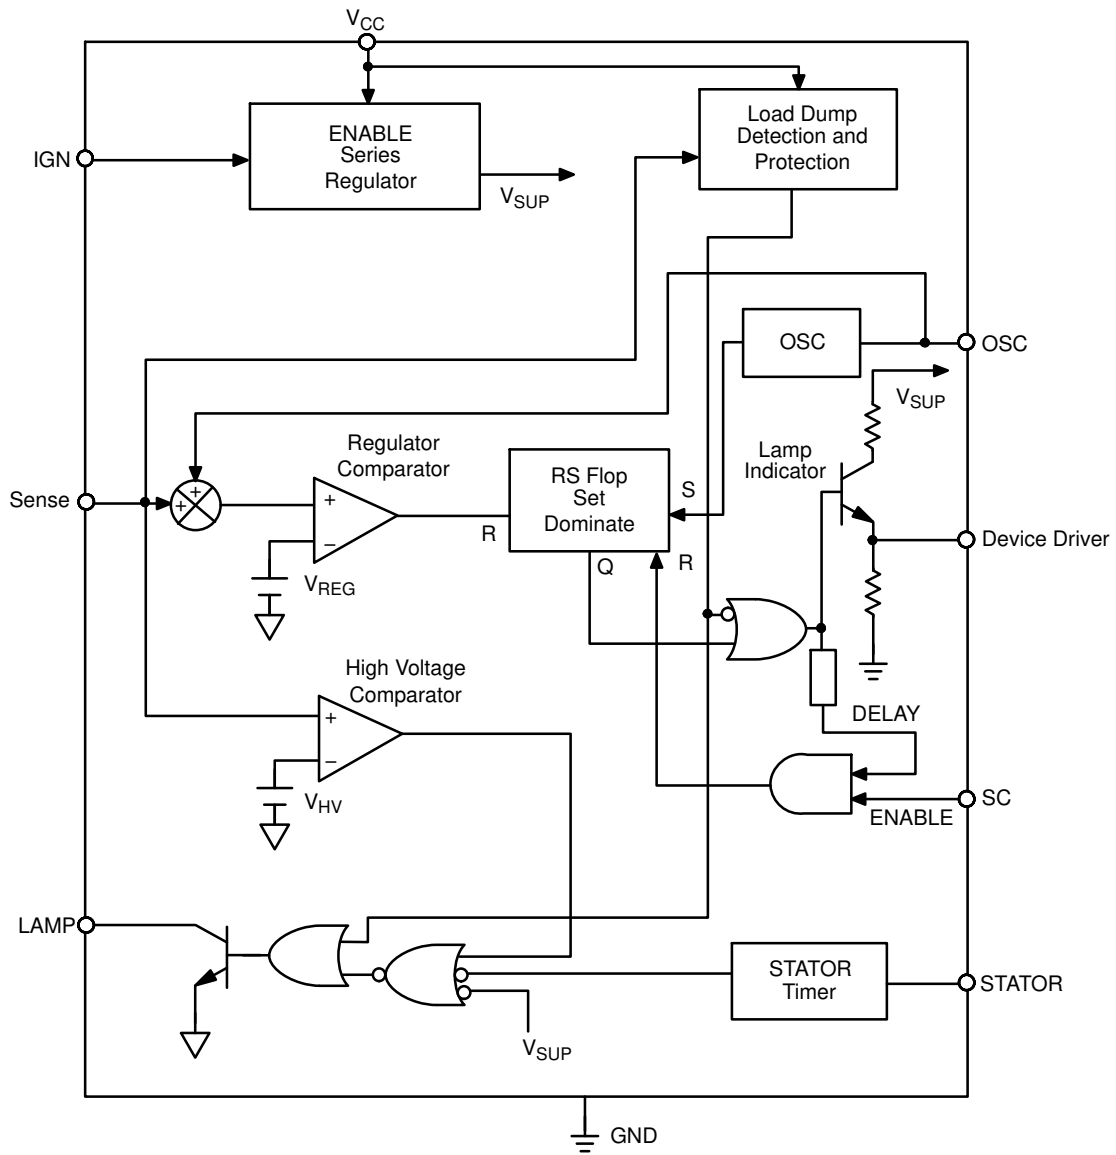 VCC
ENABLE
Series
Regulator
Load Dump
Detection and
Protection
IGN
VSUP
OSC
OSC
VSUP
Regulator
Comparator
Lamp
Indicator
RS Flop
Set
Dominate
S
Sense
+
+
+
−
R
Device Driver
Q
R
VREG
High Voltage
Comparator
DELAY
+
−
VHV
SC
ENABLE
LAMP
STATOR
Timer
STATOR
VSUP
GND